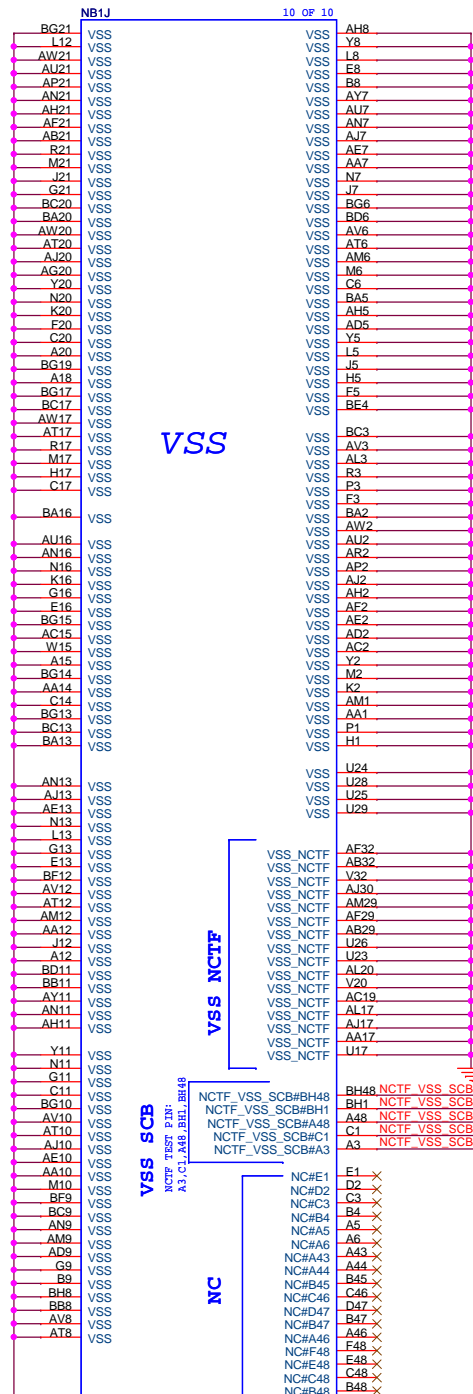 NB1J
10 OF 10
BG21 VSS VSS AH8
L12 VSS VSS Y8
AW21 VSS VSS L8
AU21 VSS VSS E8
AP21 VSS VSS B8
AN21 VSS VSS AY7
AH21 VSS VSS AU7
AF21 VSS VSS AN7
AB21 VSS VSS AJ7
R21 VSS VSS AE7
M21 VSS VSS AA7
J21 VSS VSS N7
G21 VSS VSS J7
BC20 VSS VSS BG6
BA20 VSS VSS BD6
AW20 VSS VSS AV6
AT20 VSS VSS AT6
AJ20 VSS VSS AM6
AG20 VSS VSS M6
Y20 VSS VSS C6
N20 VSS VSS BA5
K20 VSS VSS AH5
F20 VSS VSS AD5
C20 VSS VSS Y5
A20 VSS VSS L5
BG19 VSS VSS J5
A18 VSS VSS H5
BG17 VSS VSS F5
BC17 VSS VSS BE4
AW17 VSS
AT17 VSS VSS BC3
VSS
R17 VSS VSS AV3
M17 VSS VSS AL3
H17 VSS VSS R3
C17 VSS VSS P3
VSS F3
BA16 VSS VSS BA2
VSS AW2
AU16 VSS VSS AU2
AN16 VSS VSS AR2
N16 VSS VSS AP2
K16 VSS VSS AJ2
G16 VSS VSS AH2
E16 VSS VSS AF2
BG15 VSS VSS AE2
AC15 VSS VSS AD2
W15 VSS VSS AC2
A15 VSS VSS Y2
BG14 VSS VSS M2
AA14 VSS VSS K2
C14 VSS VSS AM1
BG13 VSS VSS AA1
BC13 VSS VSS P1
BA13 VSS VSS H1
VSS U24
AN13 VSS VSS U28
AJ13 VSS VSS U25
AE13 VSS VSS U29
N13 VSS
L13 VSS
G13 VSS VSS_NCTF AF32
E13 VSS VSS_NCTF AB32
BF12 VSS VSS_NCTF V32
AV12 VSS VSS_NCTF AJ30
AT12 VSS VSS_NCTF AM29
AM12 VSS VSS_NCTF AF29
AA12 VSS VSS_NCTF AB29
J12 VSS VSS_NCTF U26
A12 VSS VSS_NCTF U23
BD11 VSS VSS_NCTF AL20
BB11 VSS VSS_NCTF V20
AY11 VSS VSS_NCTF AC19
AN11 VSS VSS_NCTF AL17
AH11 VSS VSS_NCTF AJ17
VSS_NCTF AA17
Y11 VSS VSS_NCTF U17
VSS NCTF
N11 VSS
G11 VSS
C11 VSS NCTF_VSS_SCB#BH48 BH48 NCTF_VSS_SCB
BG10 VSS NCTF_VSS_SCB#BH1 BH1 NCTF_VSS_SCB
AV10 VSS NCTF_VSS_SCB#A48 A48 NCTF_VSS_SCB
AT10 VSS NCTF_VSS_SCB#C1 C1 NCTF_VSS_SCB
AJ10 VSS NCTF_VSS_SCB#A3 A3 NCTF_VSS_SCB
VSS SCB
NCTF TEST PIN:
A3,C1,A48,BH1,BH48
AE10 VSS
AA10 VSS NC#E1 E1
M10 VSS NC#D2 D2
BF9 VSS NC#C3 C3
BC9 VSS NC#B4 B4
AN9 VSS NC#A5 A5
AM9 VSS NC#A6 A6
AD9 VSS NC#A43 A43
G9 VSS NC#A44 A44
B9 VSS NC#B45 B45
BH8 VSS NC#C46 C46
BB8 VSS NC#D47 D47
AV8 VSS NC#B47 B47
AT8 VSS NC#A46 A46
NC
NC#F48 F48
NC#E48 E48
NC#C48 C48
NC#B48 B48